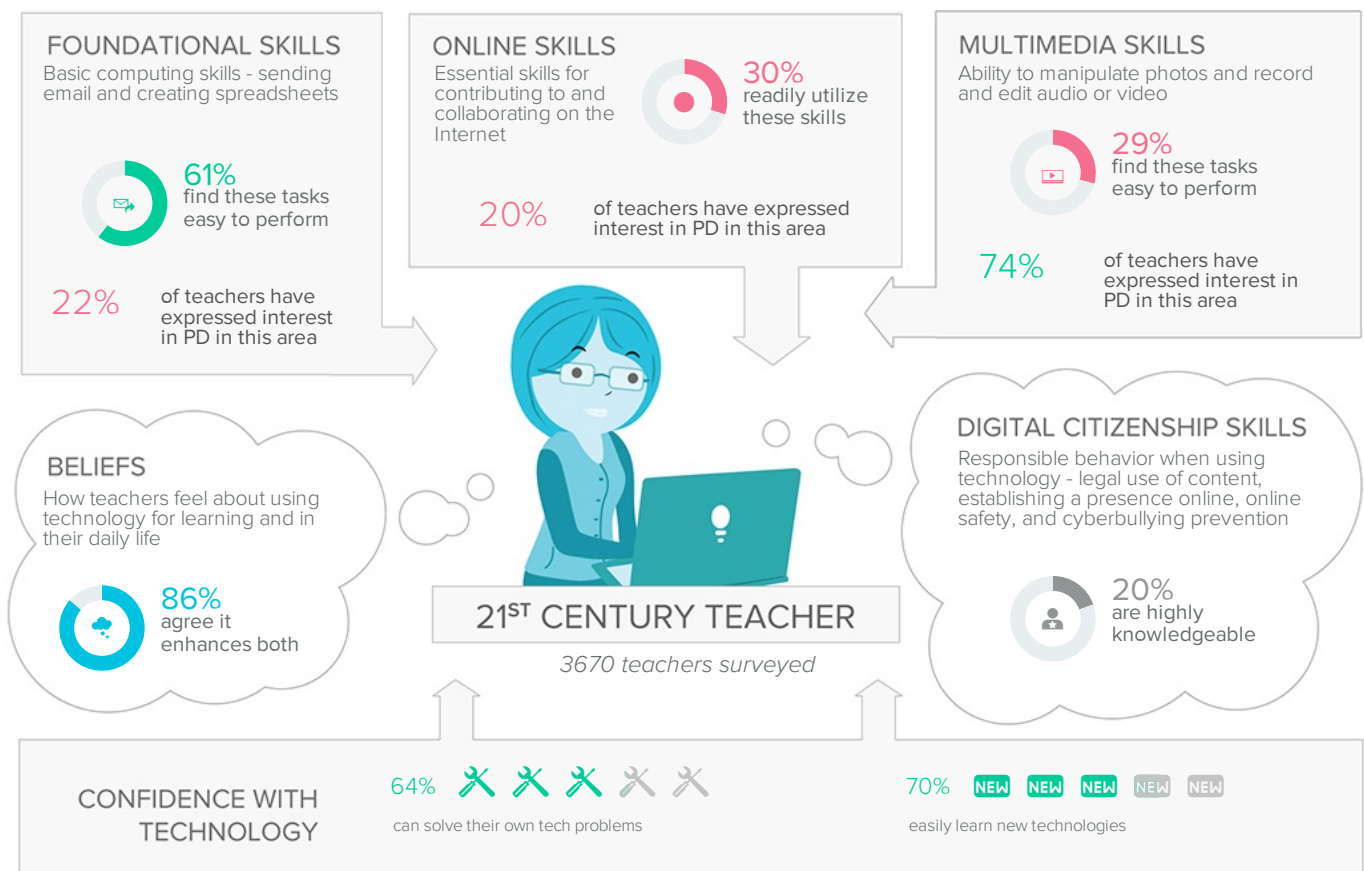 FOUNDATIONAL SKILLS
Basic computing skills - sending
email and creating spreadsheets
61%
find these tasks
easy to perform
22%
of teachers have
expressed interest
in PD in this area
ONLINE SKILLS
Essential skills for
contributing to and
collaborating on the
Internet
30%
readily utilize
these skills
20%
of teachers have expressed
interest in PD in this area
MULTIMEDIA SKILLS
Ability to manipulate photos and record
and edit audio or video
29%
find these tasks
easy to perform
74%
of teachers have
expressed interest in
PD in this area
BELIEFS
How teachers feel about using
technology for learning and in
their daily life
86%
agree it
enhances both
DIGITAL CITIZENSHIP SKILLS
Responsible behavior when using
technology - legal use of content,
establishing a presence online, online
safety, and cyberbullying prevention
20%
are highly
knowledgeable
21ST CENTURY TEACHER
3670 teachers surveyed
CONFIDENCE WITH
TECHNOLOGY
64%
can solve their own tech problems
70% NEW NEW NEW NEW NEW
easily learn new technologies